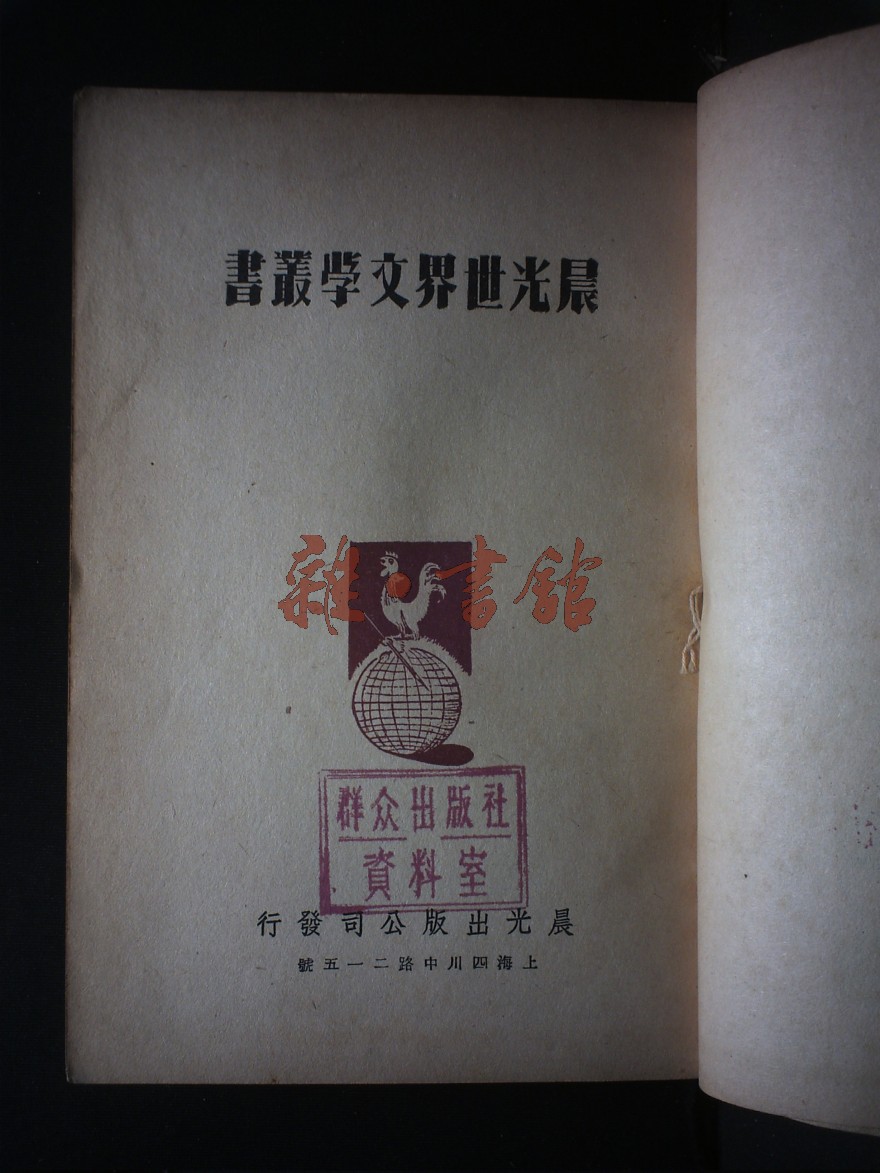 晨光世界文学叢書
雜·書館
群众出版社
資料室
晨光出版公司發行
上海四川中路二一五號